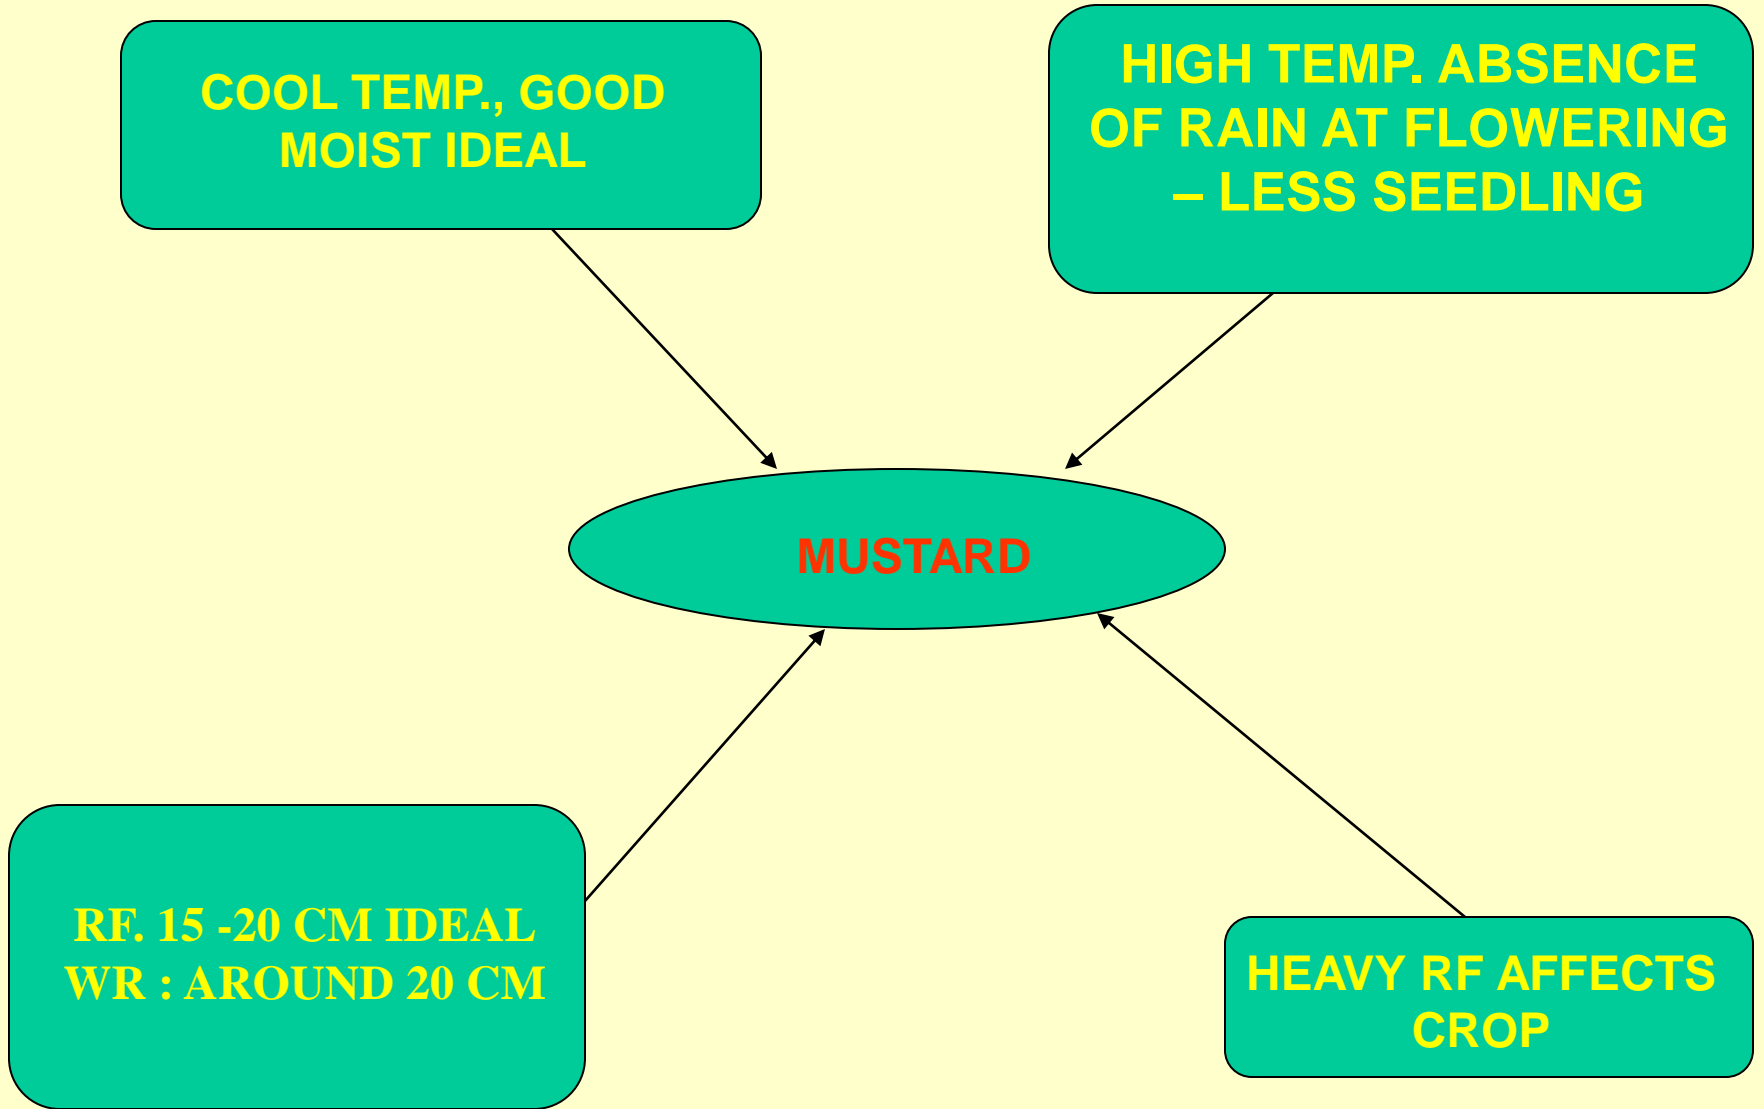 COOL TEMP., GOOD
MOIST IDEAL
HIGH TEMP. ABSENCE
OF RAIN AT FLOWERING
– LESS SEEDLING
MUSTARD
RF. 15 -20 CM IDEAL
WR : AROUND 20 CM
HEAVY RF AFFECTS
CROP